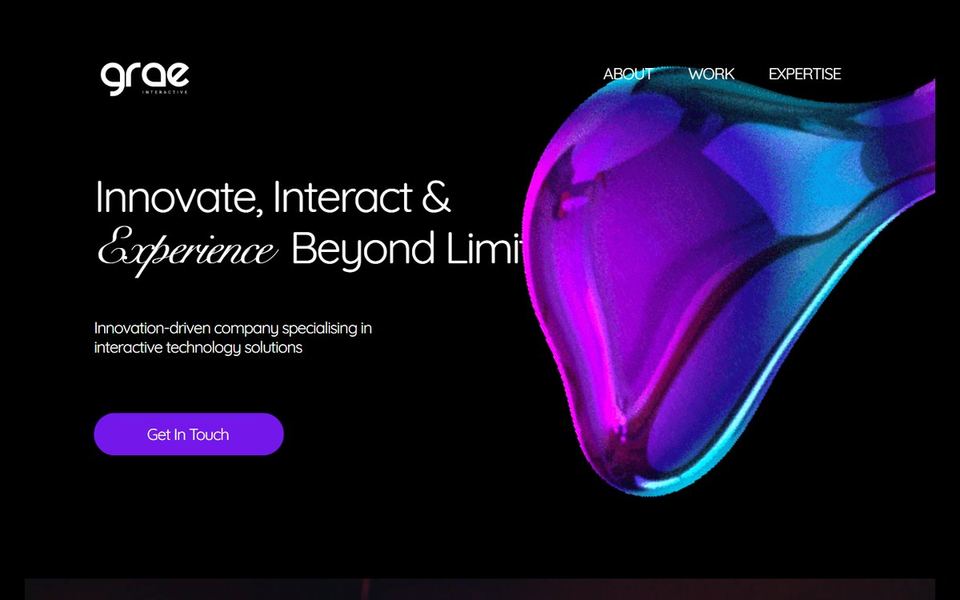 grae
INTERACTIVE
ABOUT WORK EXPERTISE
Innovate, Interact &
Experience Beyond Limi
Innovation-driven company specialising in
interactive technology solutions
Get In Touch